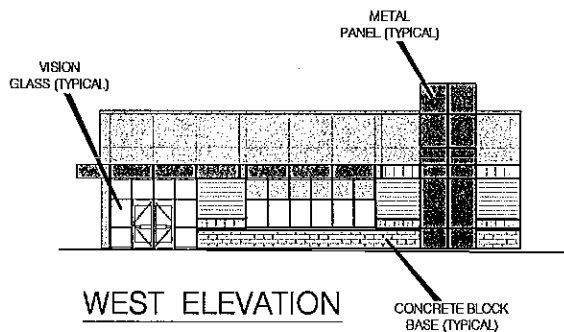 METAL
PANEL (TYPICAL)
VISION
GLASS (TYPICAL)
WEST ELEVATION
CONCRETE BLOCK
BASE (TYPICAL)